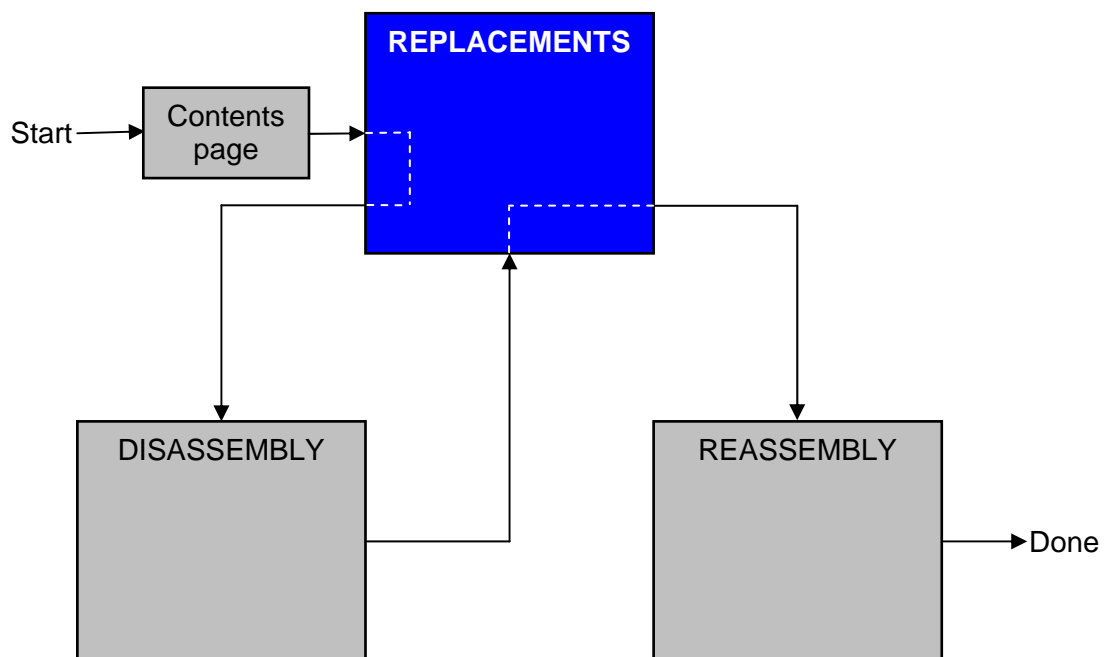 REPLACEMENTS
Start
Contents
page
DISASSEMBLY
REASSEMBLY
Done